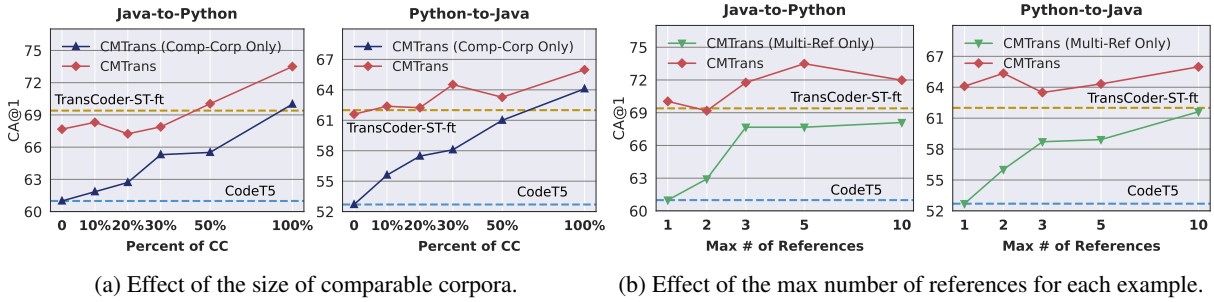 Java-to-Python
CA@1
75
72
69
66
63
60
CMTrans (Comp-Corp Only)
CMTrans
TransCoder-ST-ft
CodeT5
0 10% 20% 30% 50% 100%
Percent of CC
Python-to-Java
67
64
61
58
55
52
CMTrans (Comp-Corp Only)
CMTrans
TransCoder-ST-ft
CodeT5
0 10% 20% 30% 50% 100%
Percent of CC
(a) Effect of the size of comparable corpora.
Java-to-Python
CA@1
75
72
69
66
63
60
CMTrans (Multi-Ref Only)
CMTrans
TransCoder-ST-ft
CodeT5
1 2 3 5 10
Max # of References
Python-to-Java
67
64
61
58
55
52
CMTrans (Multi-Ref Only)
CMTrans
TransCoder-ST-ft
CodeT5
1 2 3 5 10
Max # of References
(b) Effect of the max number of references for each example.